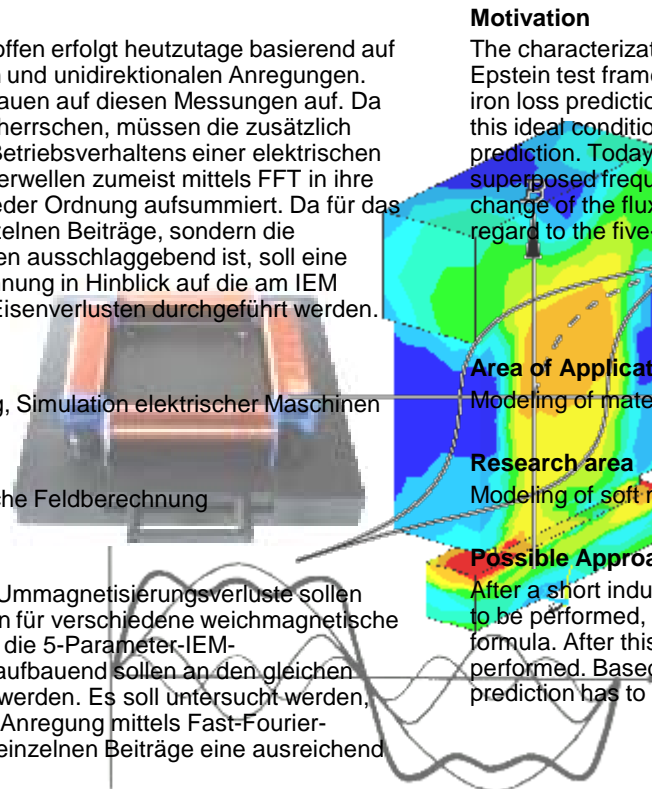 offen erfolgt heutzutage basierend auf
und unidirektionalen Anregungen.
auen auf diesen Messungen auf. Da
herrschen, müssen die zusätzlich
Betriebsverhaltens einer elektrischen
erwellen zumeist mittels FFT in ihre
eder Ordnung aufsummiert. Da für das
zelnen Beiträge, sondern die
en ausschlaggebend ist, soll eine
nung in Hinblick auf die am IEM
Eisenverlusten durchgeführt werden.
g, Simulation elektrischer Maschinen
che Feldberechnung
Ummagnetisierungsverluste sollen
n für verschiedene weichmagnetische
die 5-Parameter-IEM-
aufbauend sollen an den gleichen
werden. Es soll untersucht werden,
Anregung mittels Fast-Fourier-
einzelnen Beiträge eine ausreichend
Motivation
The characterizat
Epstein test frame
iron loss predictio
this ideal condition
prediction. Today
superposed freque
change of the flux
regard to the five-
B
Area of Applicat
Modeling of mate
Research area
Modeling of soft m
Possible Approa
After a short indu
to be performed,
formula. After this
performed. Based
prediction has to